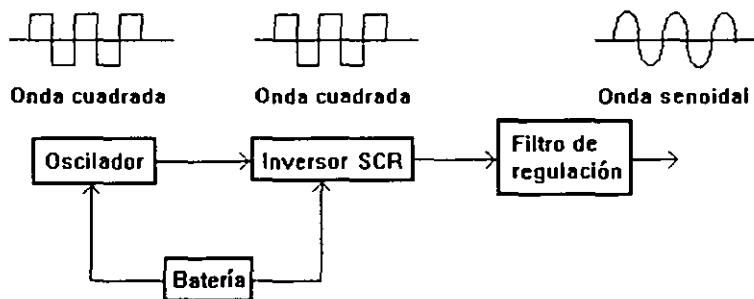 Onda cuadrada
Onda cuadrada
Onda senoidal
Oscilador
Inversor SCR
Filtro de
regulación
Batería